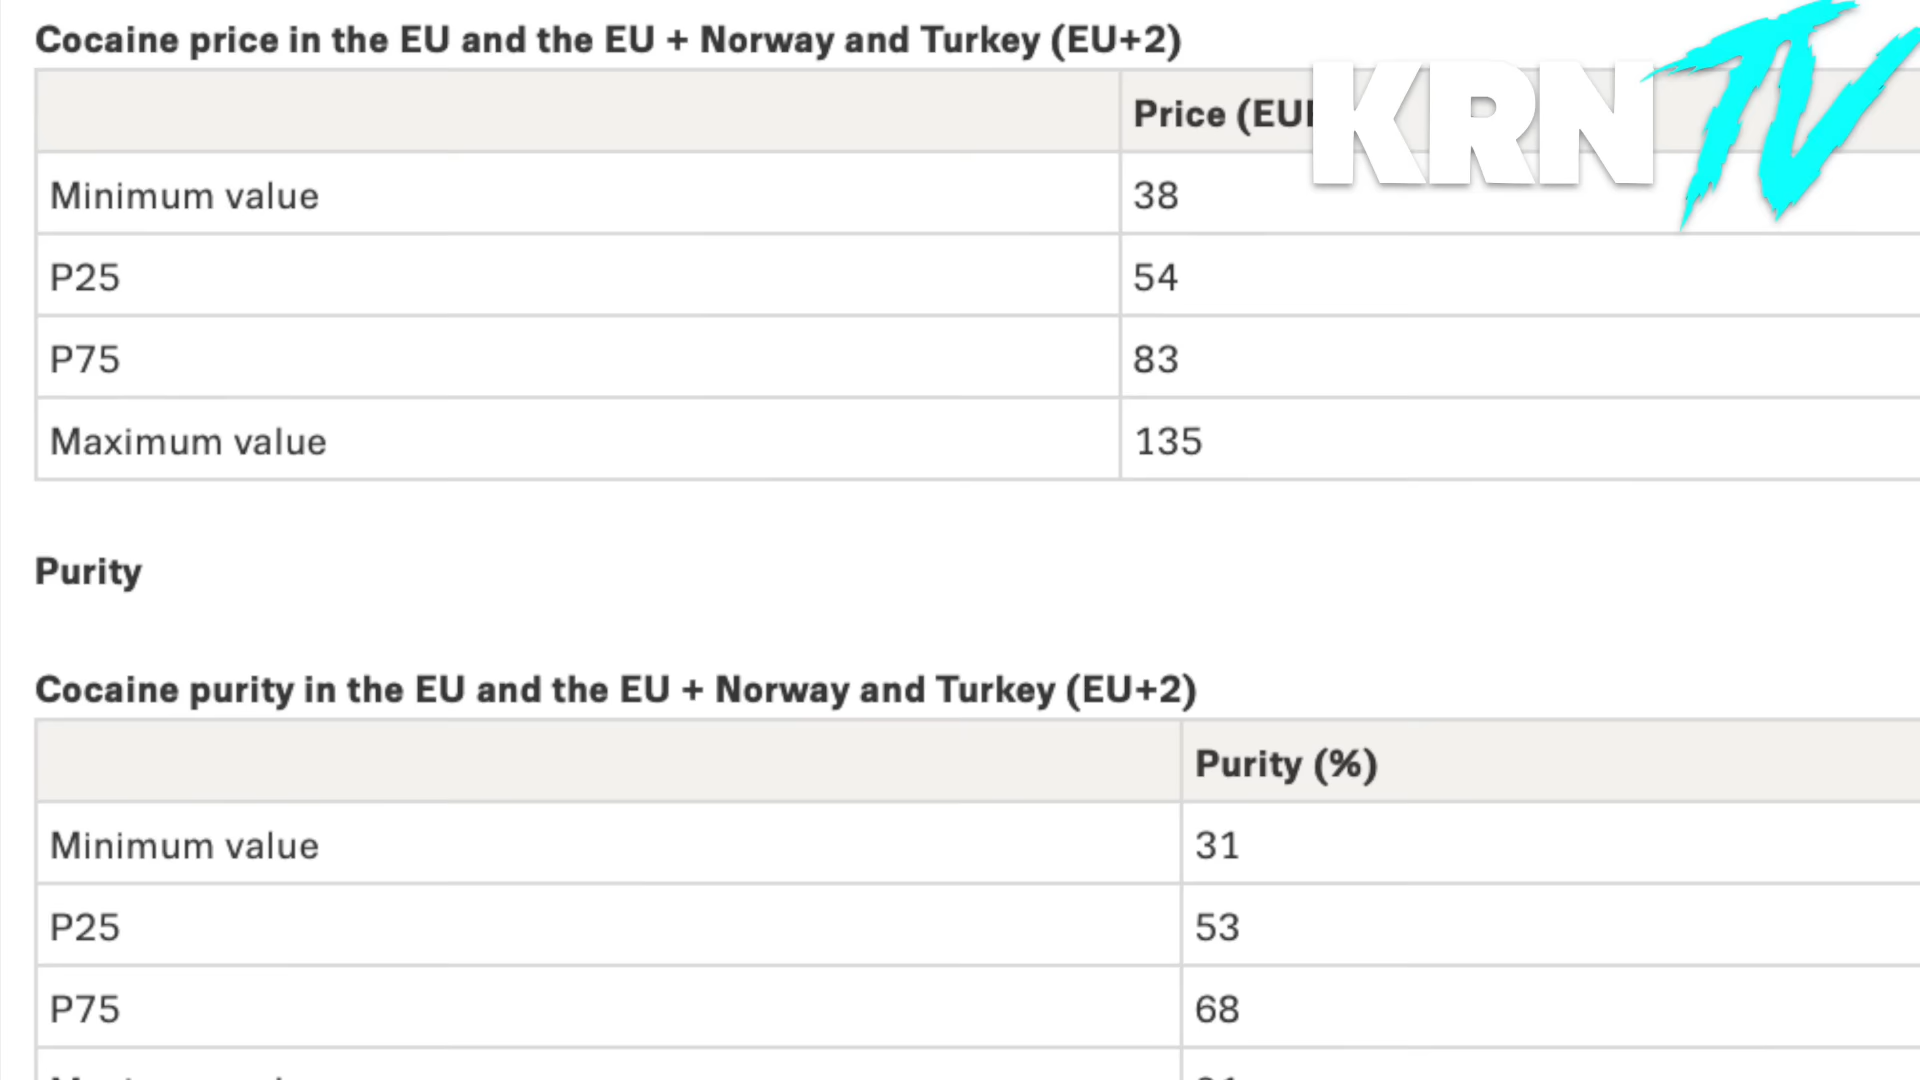 Cocaine price in the EU and the EU + Norway and Turkey (EU+2)
KRN TV
Price
Minimum value 38
P25 54
P75 83
Maximum value 135
Purity
Cocaine purity in the EU and the EU + Norway and Turkey (EU+2)
Purity (%)
Minimum value 31
P25 53
P75 68